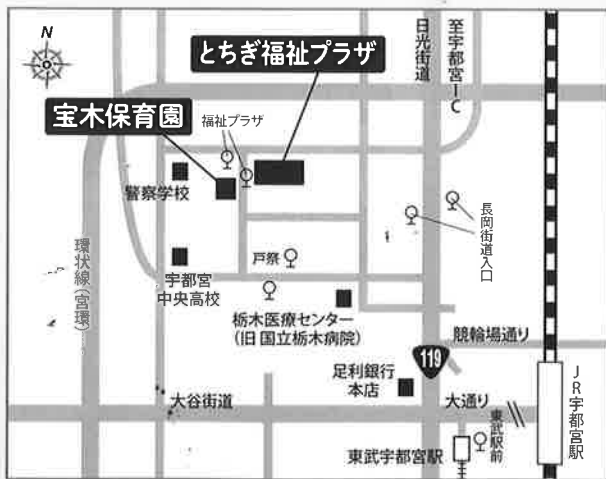 N
とちぎ福祉プラザ
日光街道
至宇都宮IC
宝木保育園
福祉プラザ
警察学校
長岡街道入口
環状線(宮環)
戸祭
宇都宮
中央高校
栃木医療センター
(旧 国立栃木病院)
競輪場通り
119
足利銀行
本店
JR宇都宮駅
大谷街道
大通り
東武駅前
東武宇都宮駅